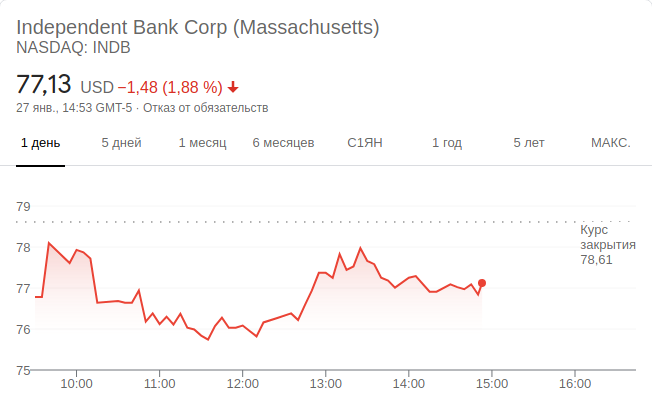 Independent Bank Corp (Massachusetts)
NASDAQ: INDB
77,13 USD −1,48 (1,88 %)
27 янв., 14:53 GMT-5 · Отказ от обязательств
1 день 5 дней 1 месяц 6 месяцев С1ЯН 1 год 5 лет МАКС.
79
Курс
закрытия
78,61
78
77
76
75
10:00 11:00 12:00 13:00 14:00 15:00 16:00